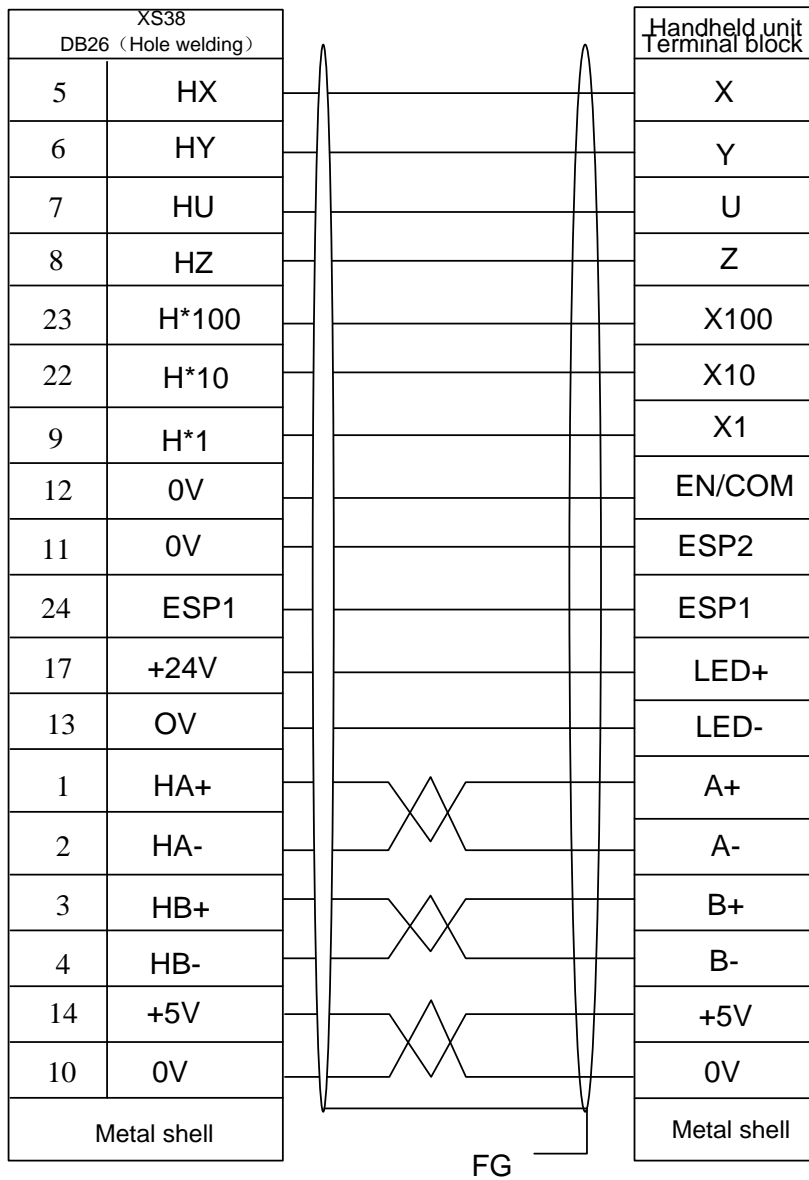 XS38
DB26（Hole welding）
Handheld unit
Terminal block
5 HX X
6 HY Y
7 HU U
8 HZ Z
23 H*100 X100
22 H*10 X10
9 H*1 X1
12 0V EN/COM
11 0V ESP2
24 ESP1 ESP1
17 +24V LED+
13 OV LED-
1 HA+ A+
2 HA- A-
3 HB+ B+
4 HB- B-
14 +5V +5V
10 0V 0V
Metal shell Metal shell
FG